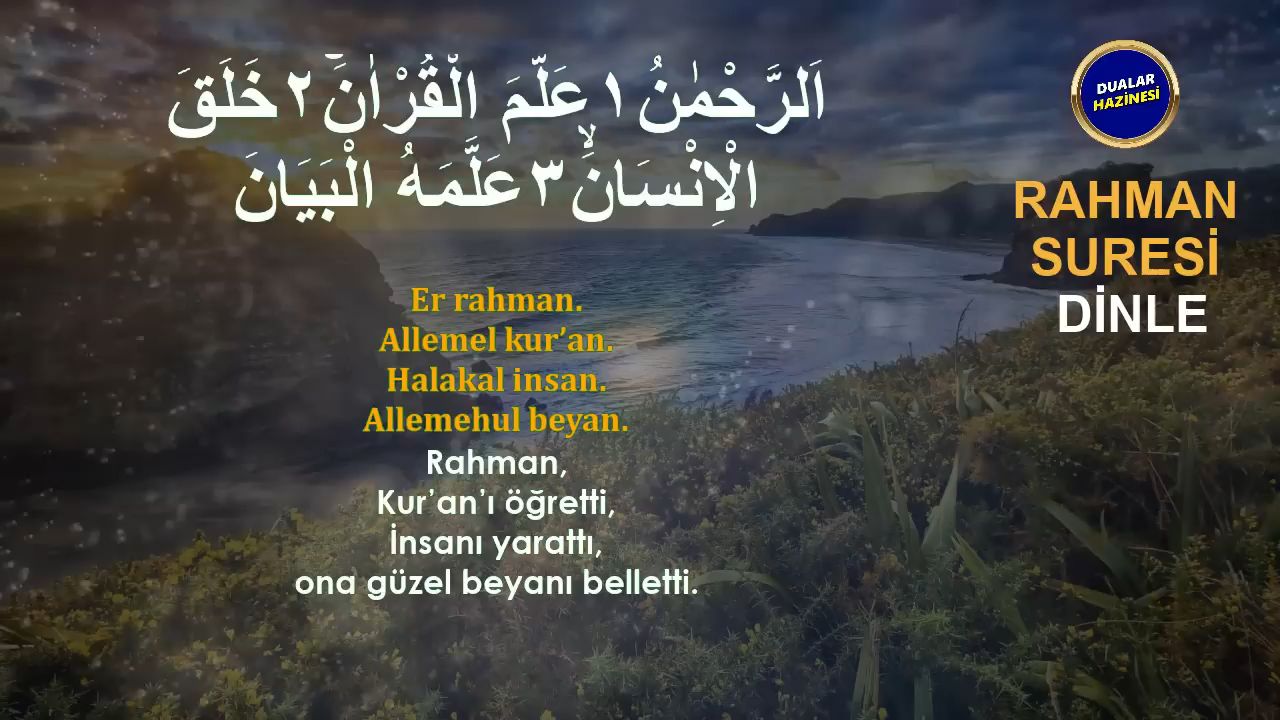 اَلرَّحْمٰنُ ١ عَلَّمَ الْقُرْاٰنَۜ ٢ خَلَقَ
الْاِنْسَانَۙ ٣ عَلَّمَهُ الْبَيَانَ
Er rahman.
Allemel kur’an.
Halakal insan.
Allemehul beyan.
Rahman,
Kur’an’ı öğretti,
İnsanı yarattı,
ona güzel beyanı belletti.
DUALAR
HAZİNESİ
RAHMAN
SURESİ
DİNLE